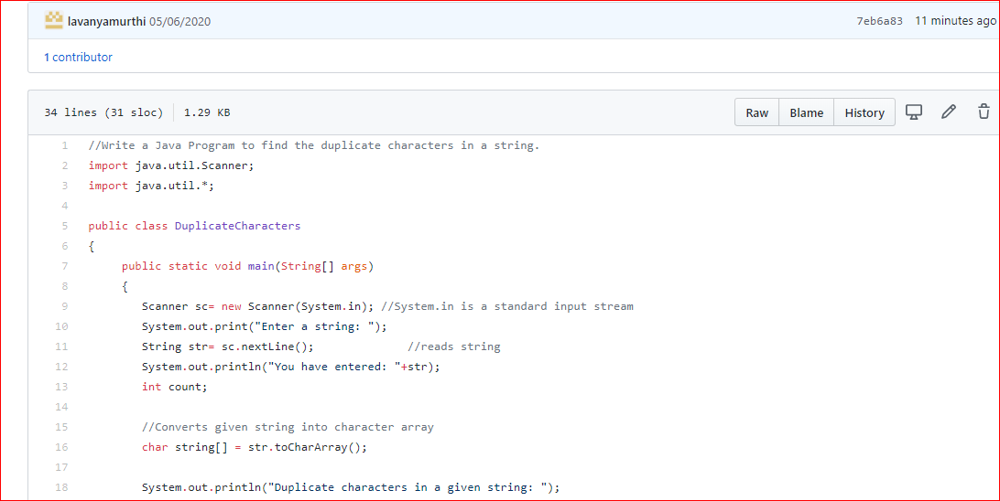 lavanyamurthi 05/06/2020 7eb6a83 11 minutes ago
1 contributor
34 lines (31 sloc) 1.29 KB Raw Blame History
1 //Write a Java Program to find the duplicate characters in a string.
2 import java.util.Scanner;
3 import java.util.*;
4
5 public class DuplicateCharacters
6 {
7 public static void main(String[] args)
8 {
9 Scanner sc= new Scanner(System.in); //System.in is a standard input stream
10 System.out.print("Enter a string: ");
11 String str= sc.nextLine(); //reads string
12 System.out.println("You have entered: "+str);
13 int count;
14
15 //Converts given string into character array
16 char string[] = str.toCharArray();
17
18 System.out.println("Duplicate characters in a given string: ");